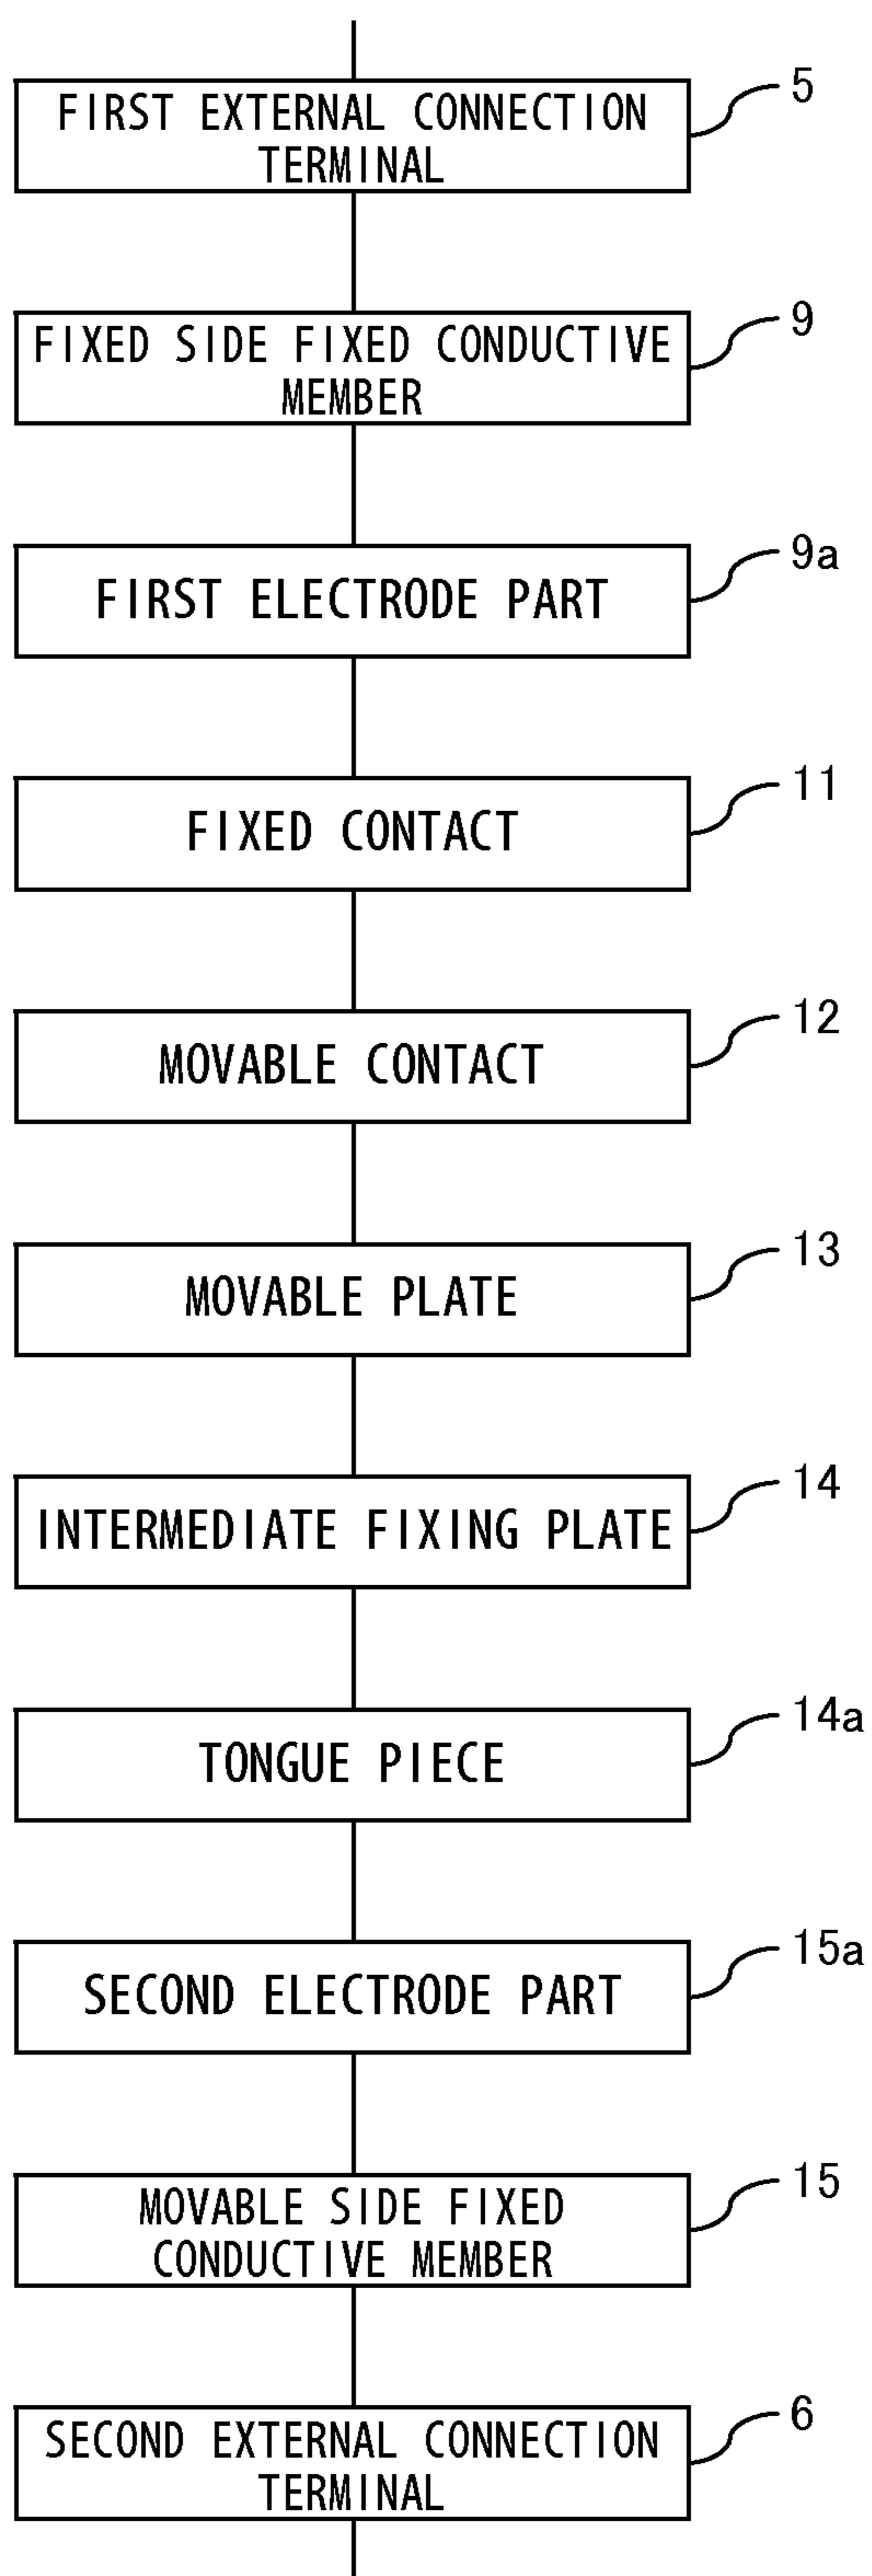 5
FIRST EXTERNAL CONNECTION
TERMINAL
9
FIXED SIDE FIXED CONDUCTIVE
MEMBER
9a
FIRST ELECTRODE PART
11
FIXED CONTACT
12
MOVABLE CONTACT
13
MOVABLE PLATE
14
INTERMEDIATE FIXING PLATE
14a
TONGUE PIECE
15a
SECOND ELECTRODE PART
15
MOVABLE SIDE FIXED
CONDUCTIVE MEMBER
6
SECOND EXTERNAL CONNECTION
TERMINAL